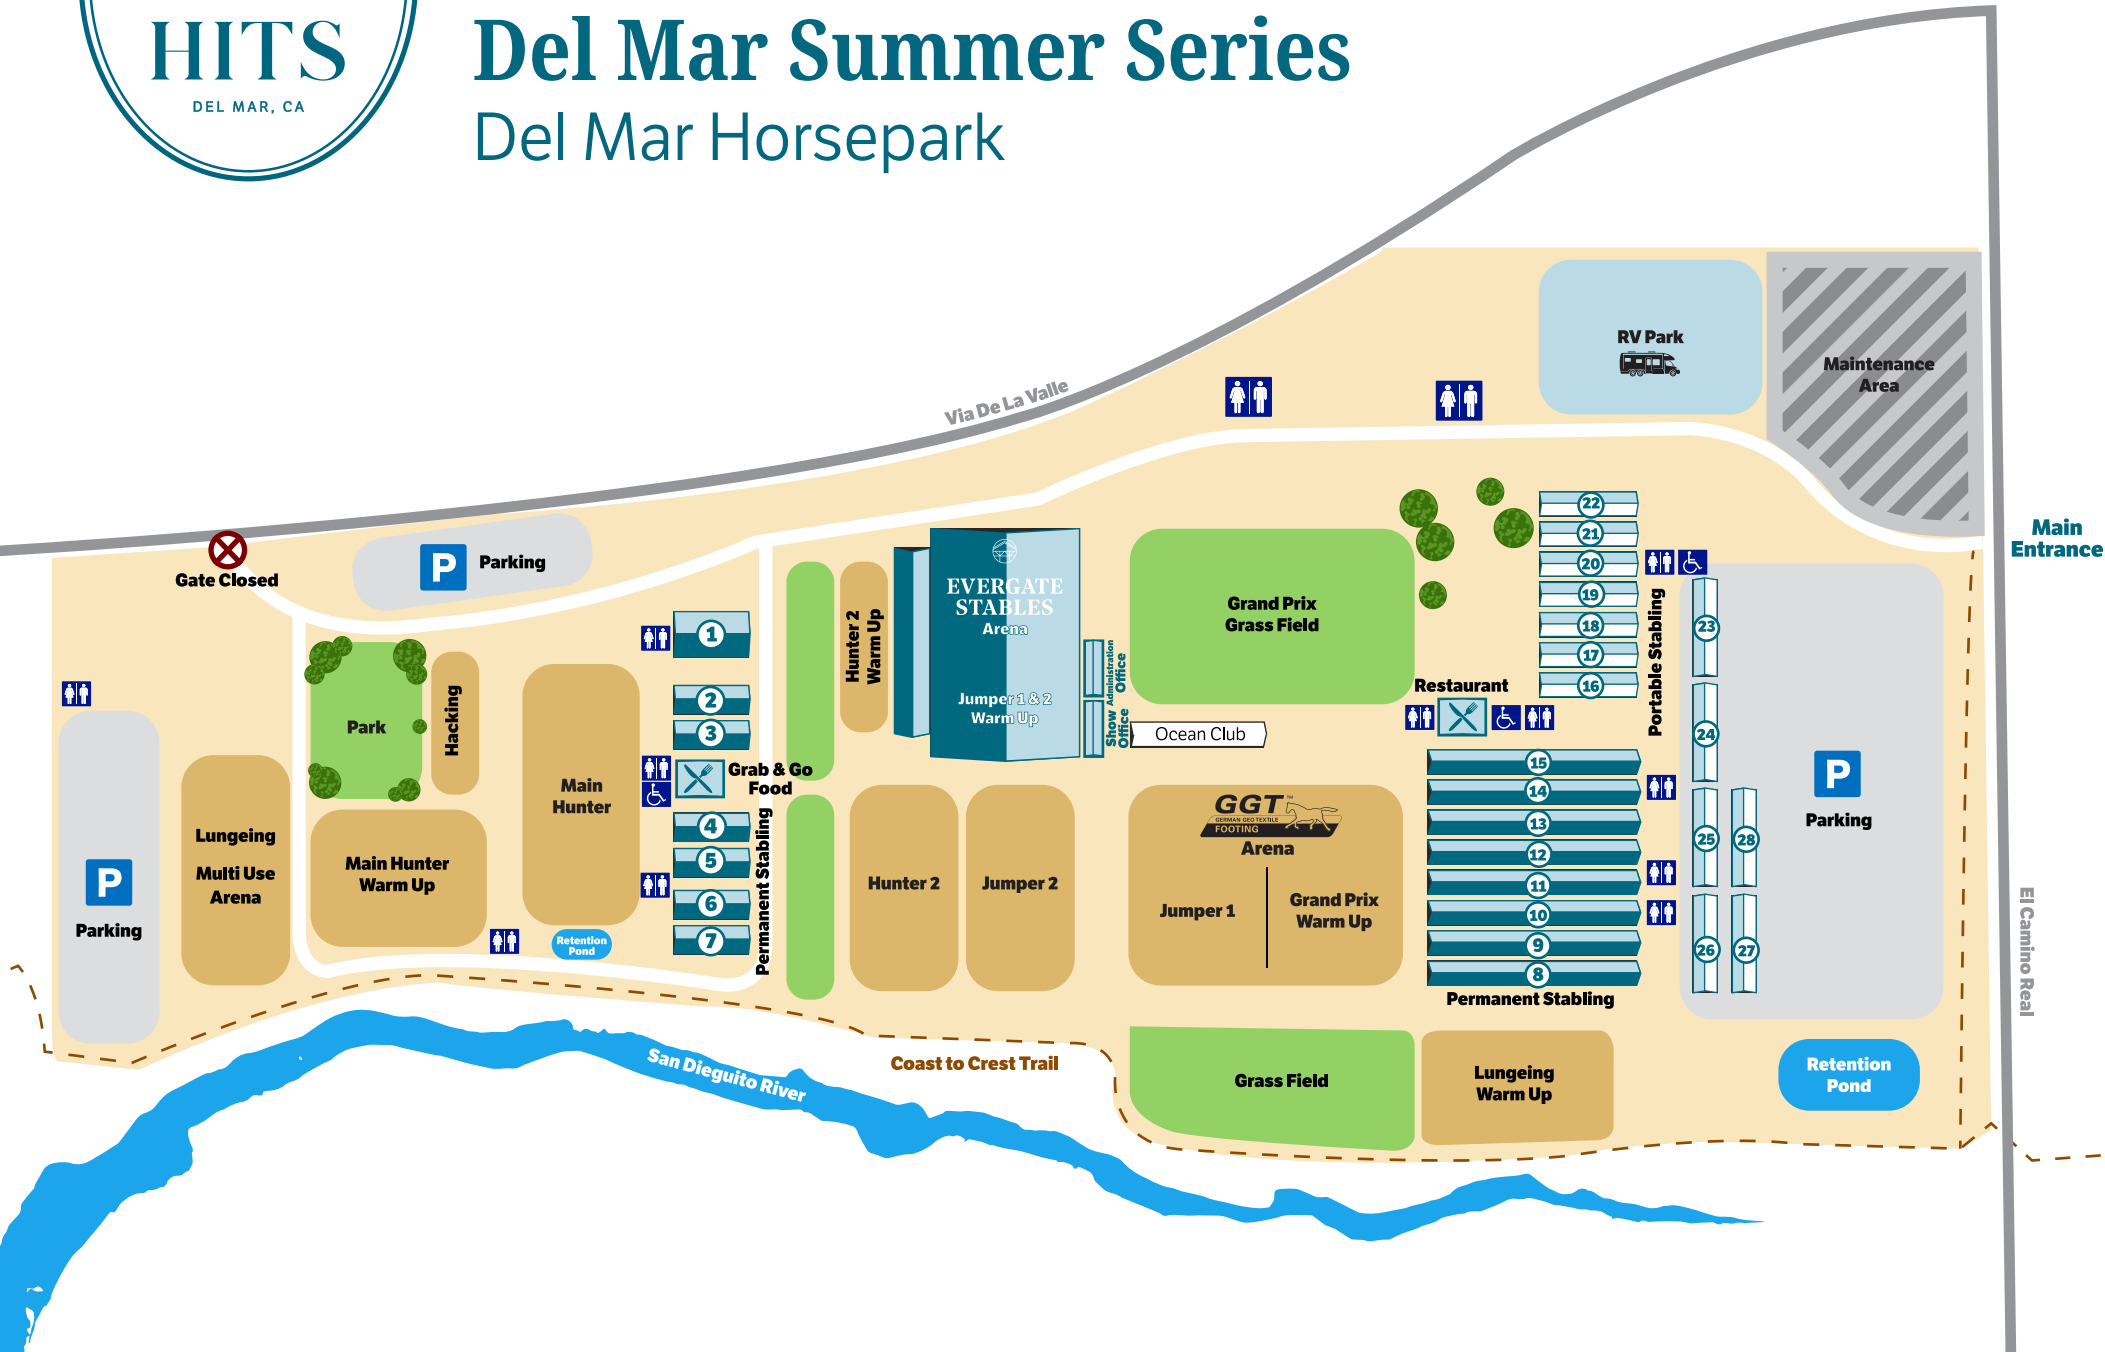 HITS
DEL MAR, CA
Del Mar Summer Series
Del Mar Horsepark
Via De La Valle
RV Park
Maintenance
Area
Main
Entrance
El Camino Real
Gate Closed
P
Parking
Park
Hacking
Lungeing
Multi Use
Arena
P
Parking
Main Hunter
Warm Up
Main
Hunter
Retention
Pond
1
2
3
Grab & Go
Food
4
5
6
7
Permanent Stabling
Hunter 2
Warm Up
EVERGATE
STABLES
Arena
Jumper 1 & 2
Warm Up
Administration
Office
Show
Office
Ocean Club
Hunter 2
Jumper 2
Grand Prix
Grass Field
GGT™
GERMAN GEO TEXTILE
FOOTING
Arena
Jumper 1
Grand Prix
Warm Up
Restaurant
22
21
20
19
18
17
16
Portable Stabling
15
14
13
12
11
10
9
8
Permanent Stabling
23
24
25
28
26
27
P
Parking
Grass Field
Lungeing
Warm Up
Retention
Pond
Coast to Crest Trail
San Dieguito River